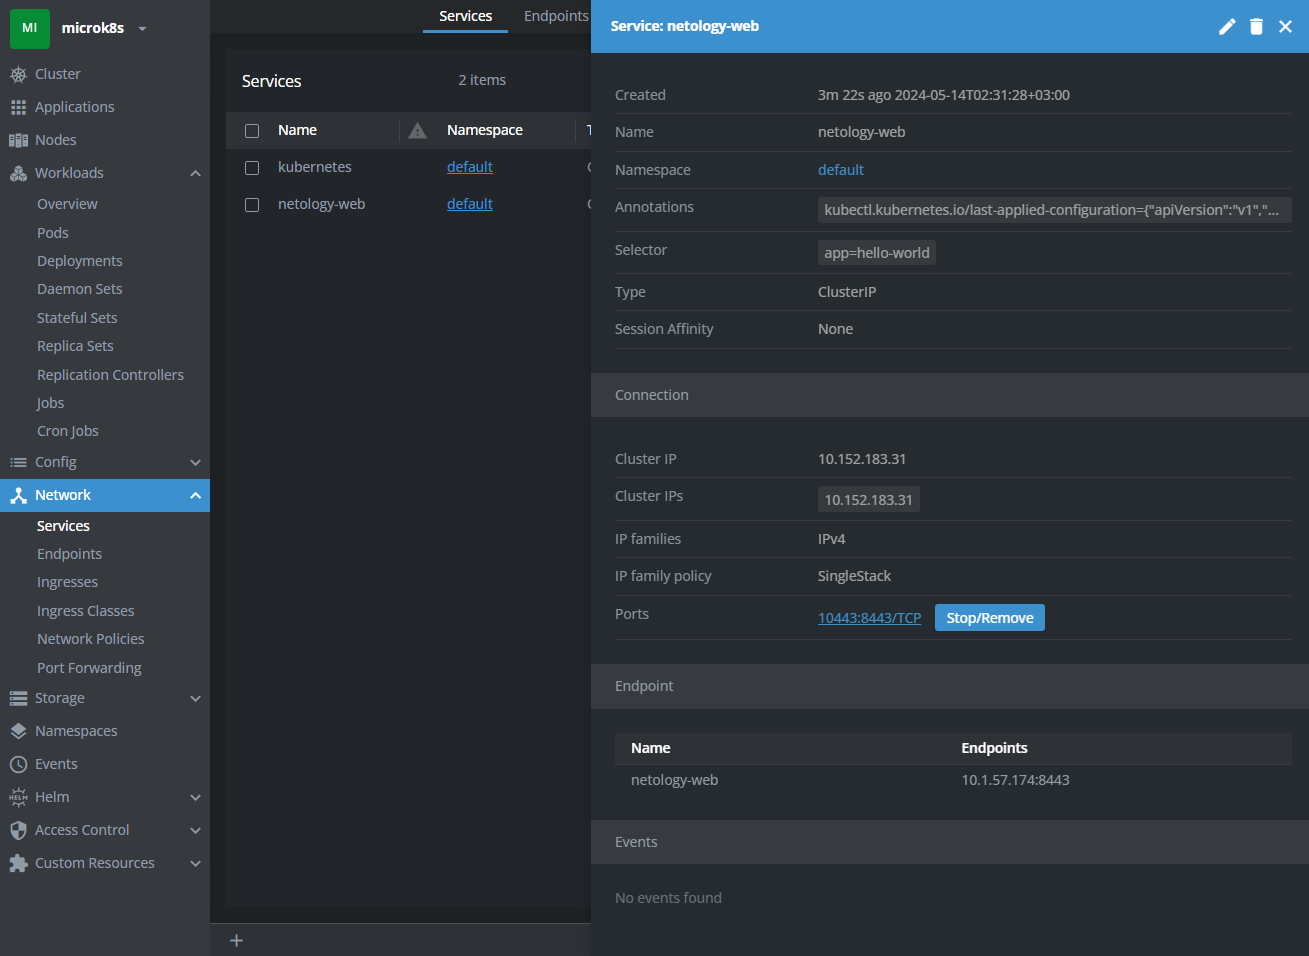 MI
microk8s
Cluster
Applications
Nodes
Workloads
Overview
Pods
Deployments
Daemon Sets
Stateful Sets
Replica Sets
Replication Controllers
Jobs
Cron Jobs
Config
Network
Services
Endpoints
Ingresses
Ingress Classes
Network Policies
Port Forwarding
Storage
Namespaces
Events
HELM Helm
Access Control
Custom Resources
Services Endpoints
Services 2 items
Name Namespace
kubernetes default
netology-web default
Service: netology-web
Created 3m 22s ago 2024-05-14T02:31:28+03:00
Name netology-web
Namespace default
Annotations kubectl.kubernetes.io/last-applied-configuration={"apiVersion":"v1","...
Selector app=hello-world
Type ClusterIP
Session Affinity None
Connection
Cluster IP 10.152.183.31
Cluster IPs 10.152.183.31
IP families IPv4
IP family policy SingleStack
Ports 10443:8443/TCP Stop/Remove
Endpoint
Name Endpoints
netology-web 10.1.57.174:8443
Events
No events found